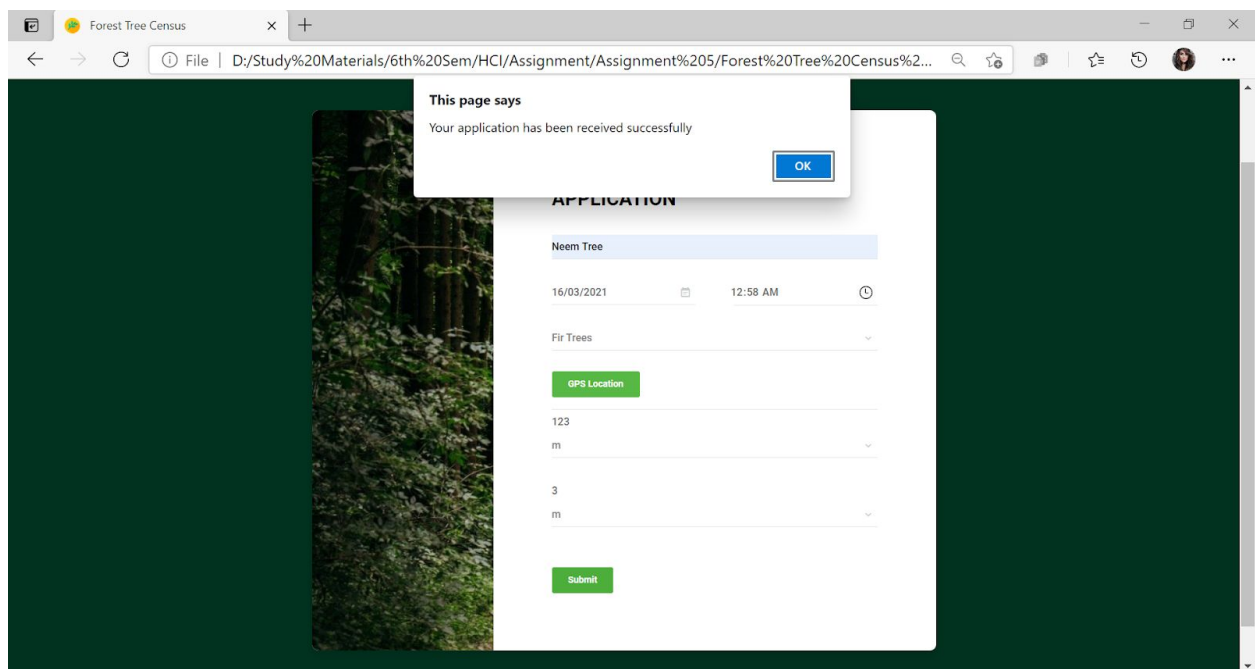 Forest Tree Census
File | D:/Study%20Materials/6th%20Sem/HCI/Assignment/Assignment%205/Forest%20Tree%20Census%2...
This page says
Your application has been received successfully
OK
APPLICATION
Neem Tree
16/03/2021 12:58 AM
Fir Trees
GPS Location
123
m
3
m
Submit